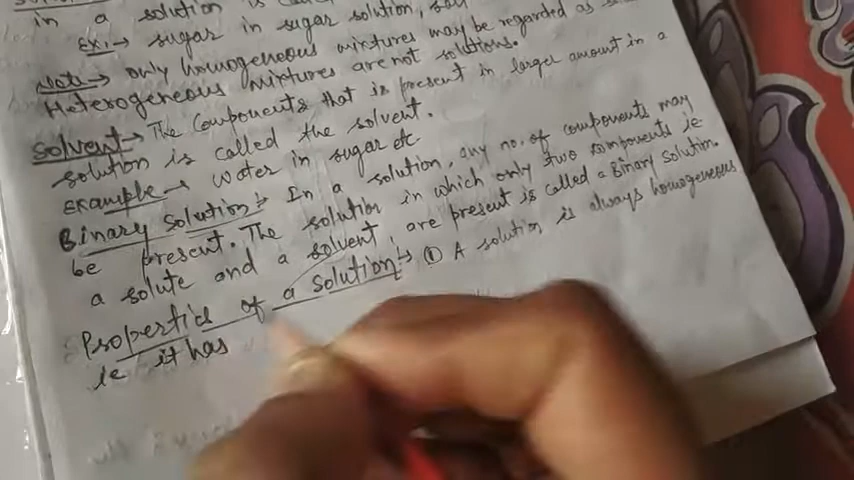 in a solution is
Ex:→ sugar in sugar solution,
Note→ only homogeneous mixtures may be regarded as
Heterogeneous mixtures are not solutions.
Solvent→ The components that is present in larger amount in a
solution is called the solvent.
Example→ Water in sugar etc.
Binary solution:→ In a solution, any no. of components may
be present. The solution in which only two components ie
a solute and a solvent, are present is called a Binary solution.
Properties of a solution:→ ① A solution is always homogeneous
ie it has